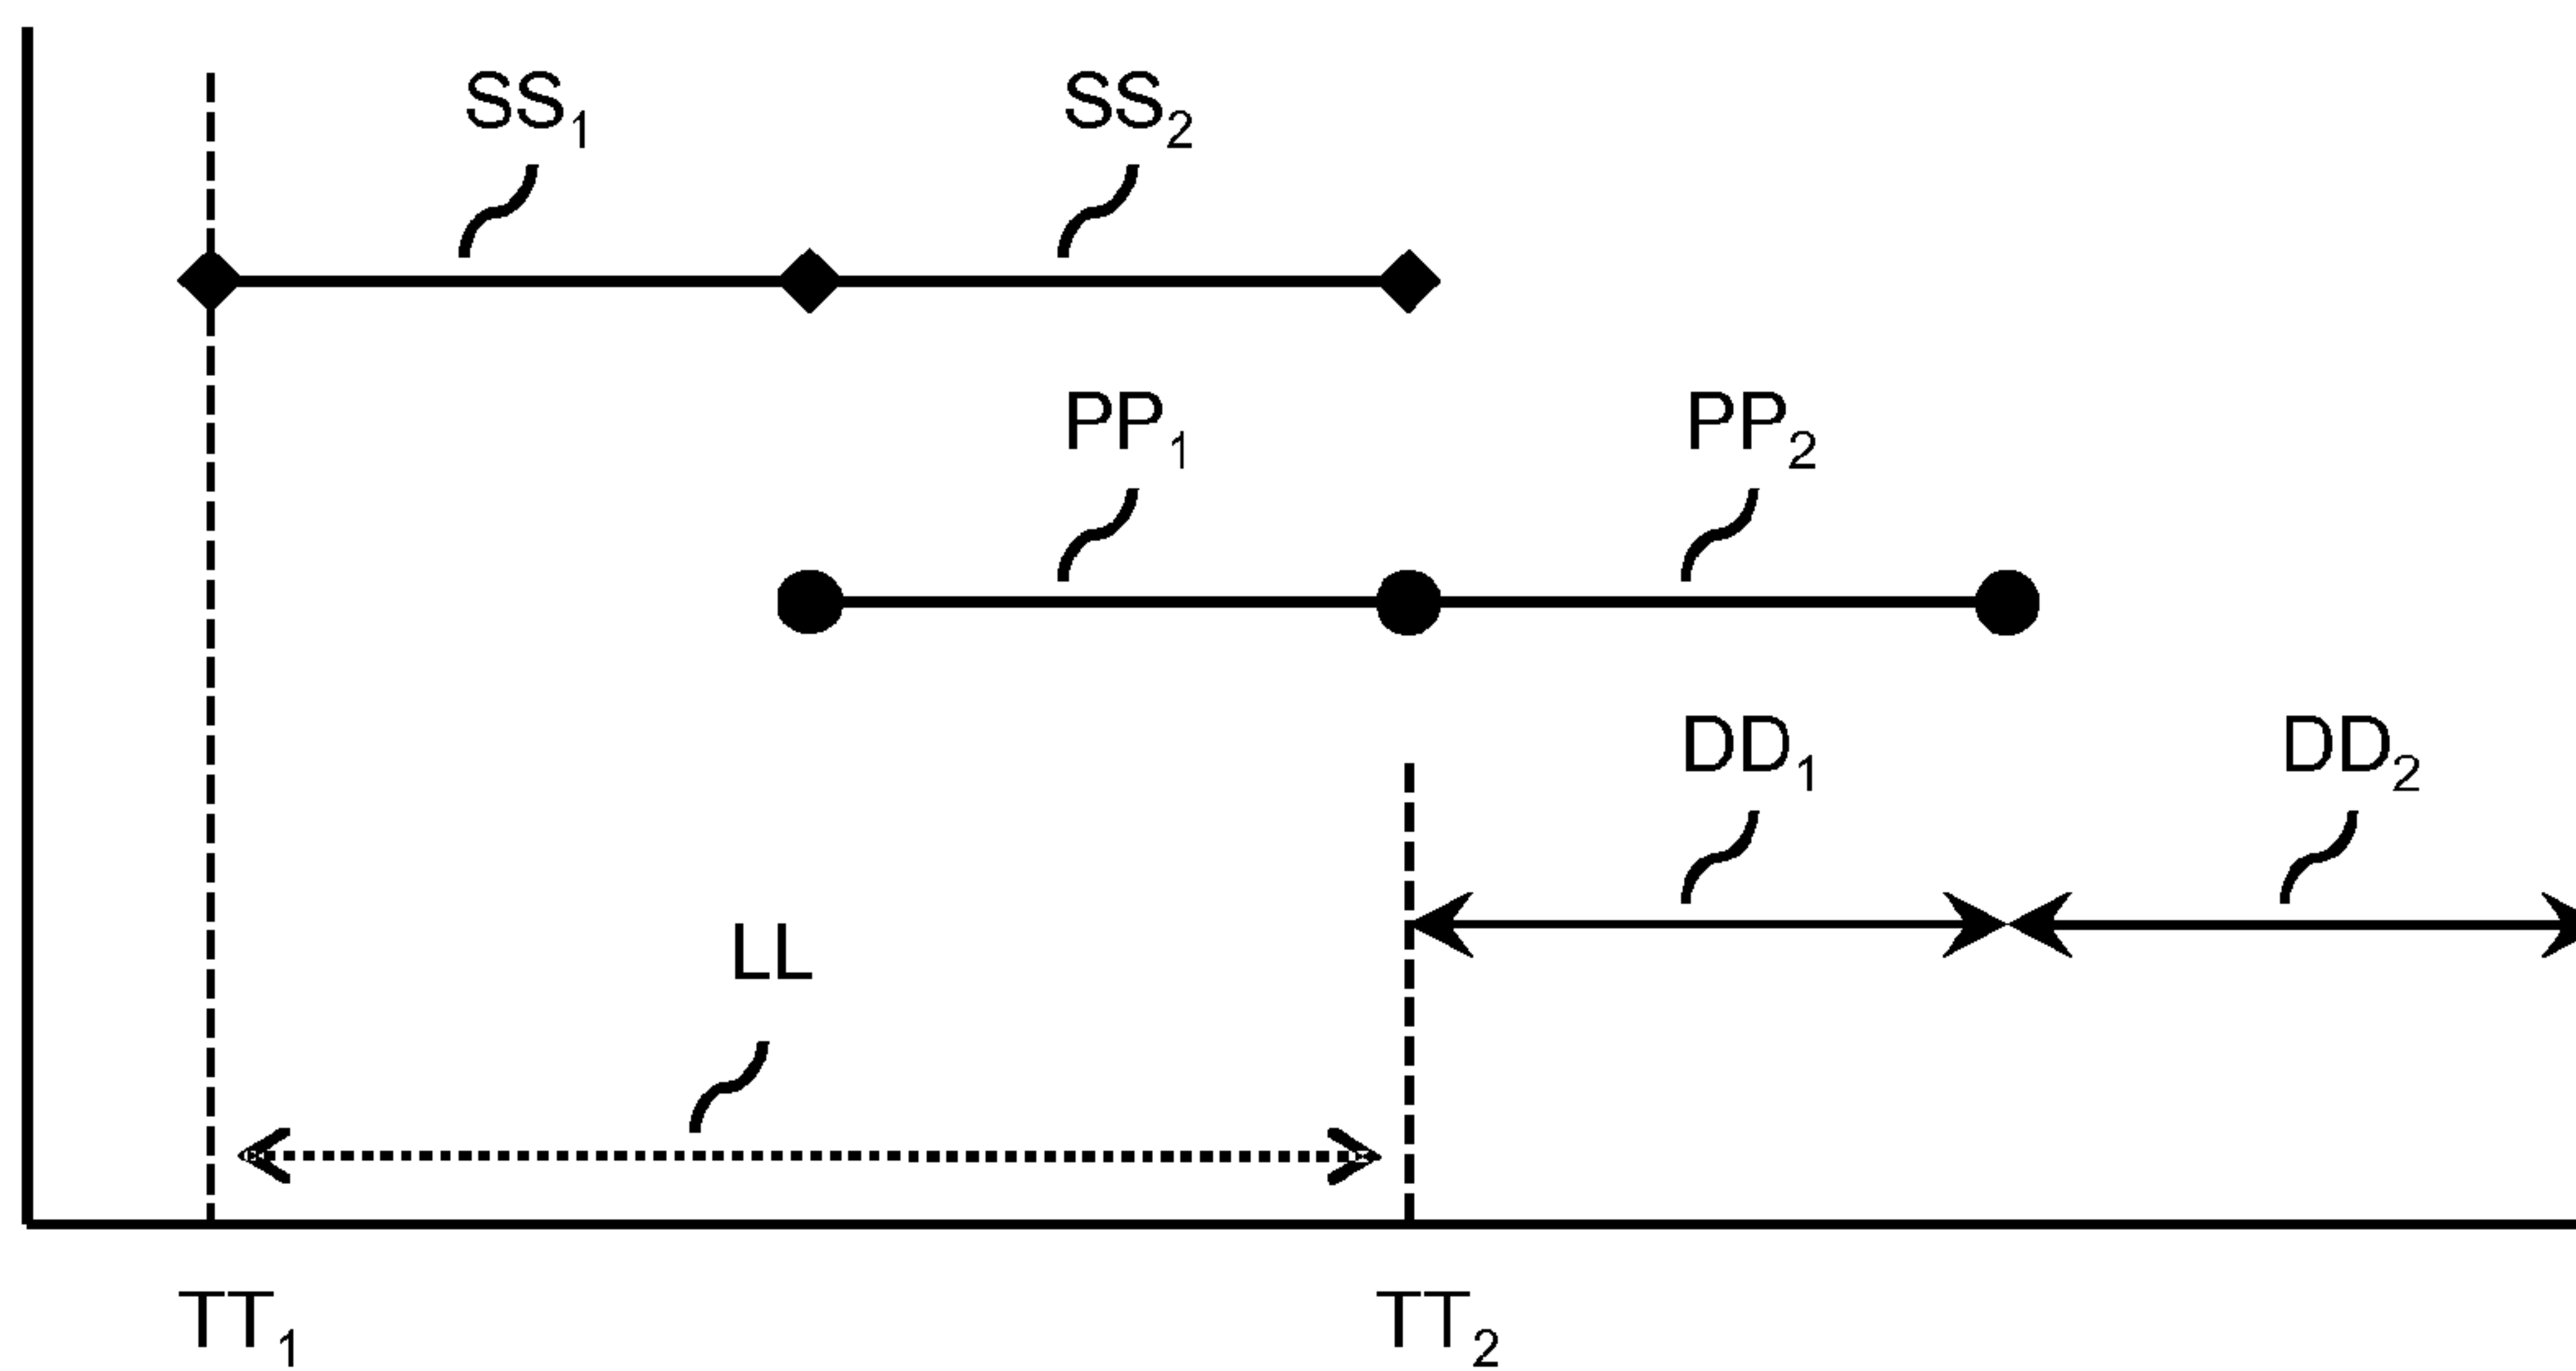 SS₁ SS₂
PP₁ PP₂
DD₁ DD₂
LL
TT₁ TT₂